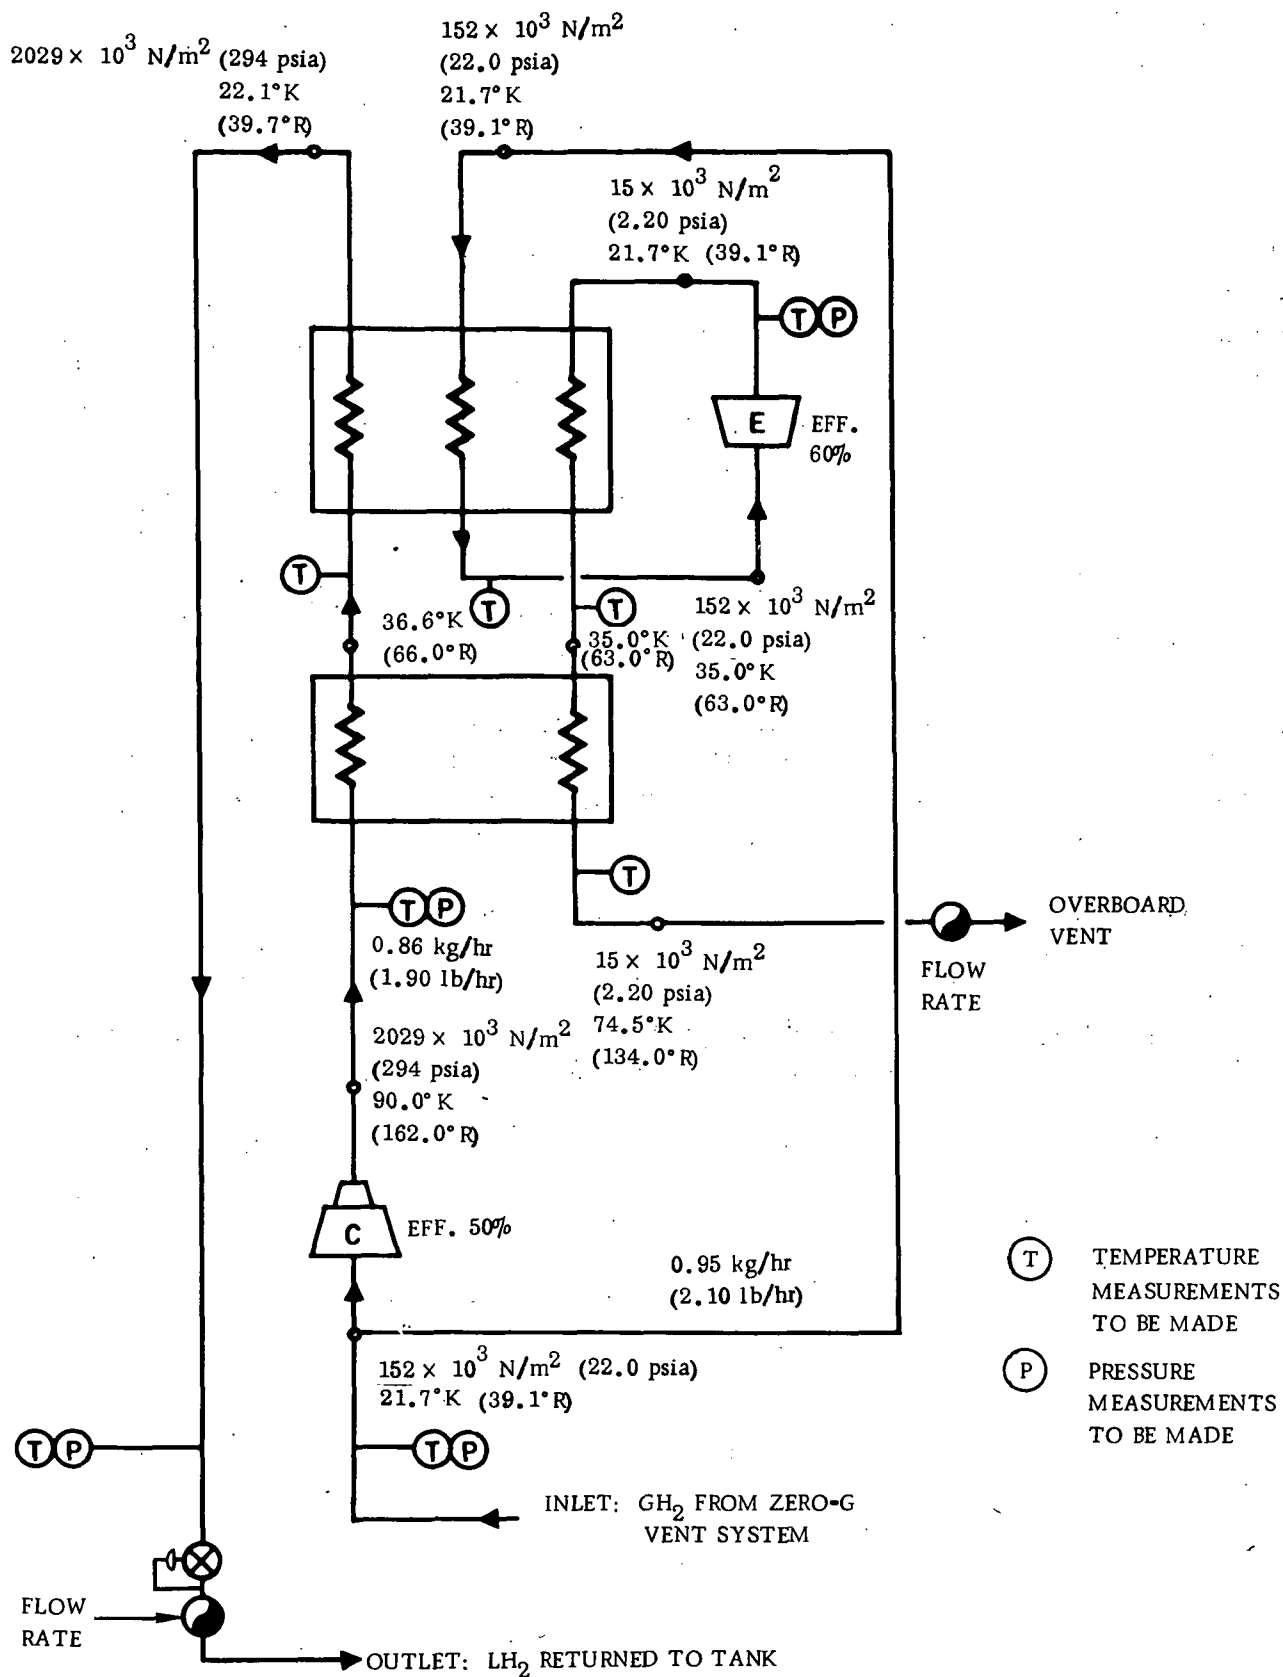 2029 × 10³ N/m² (294 psia)
22.1°K
(39.7°R)
152 × 10³ N/m²
(22.0 psia)
21.7°K
(39.1°R)
15 × 10³ N/m²
(2.20 psia)
21.7°K (39.1°R)
T P
E
EFF.
60%
T
T
T
36.6°K
(66.0°R)
35.0°K
(63.0°R)
152 × 10³ N/m²
(22.0 psia)
35.0°K
(63.0°R)
T
T P
0.86 kg/hr
(1.90 lb/hr)
15 × 10³ N/m²
(2.20 psia)
74.5°K
(134.0°R)
OVERBOARD
VENT
FLOW
RATE
2029 × 10³ N/m²
(294 psia)
90.0°K
(162.0°R)
C
EFF. 50%
0.95 kg/hr
(2.10 lb/hr)
152 × 10³ N/m² (22.0 psia)
21.7°K (39.1°R)
T P
T P
INLET: GH₂ FROM ZERO-G
VENT SYSTEM
T TEMPERATURE
MEASUREMENTS
TO BE MADE
P PRESSURE
MEASUREMENTS
TO BE MADE
FLOW
RATE
OUTLET: LH₂ RETURNED TO TANK